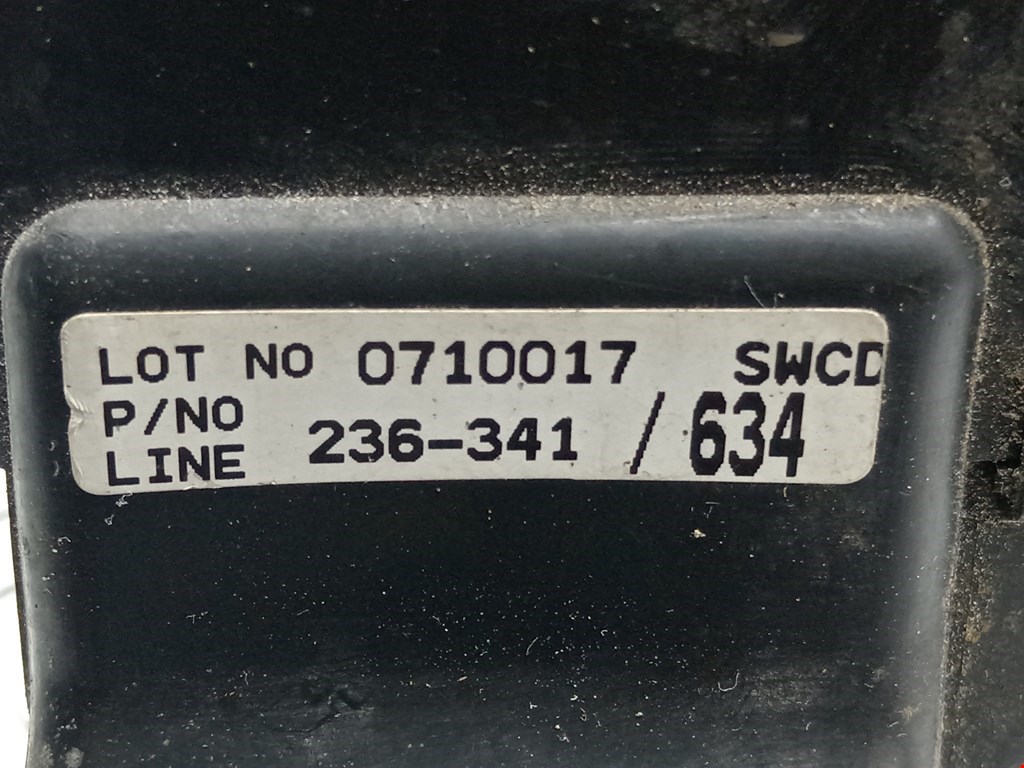 LOT NO 0710017 SWCD
P/NO 236-341 / 634
LINE